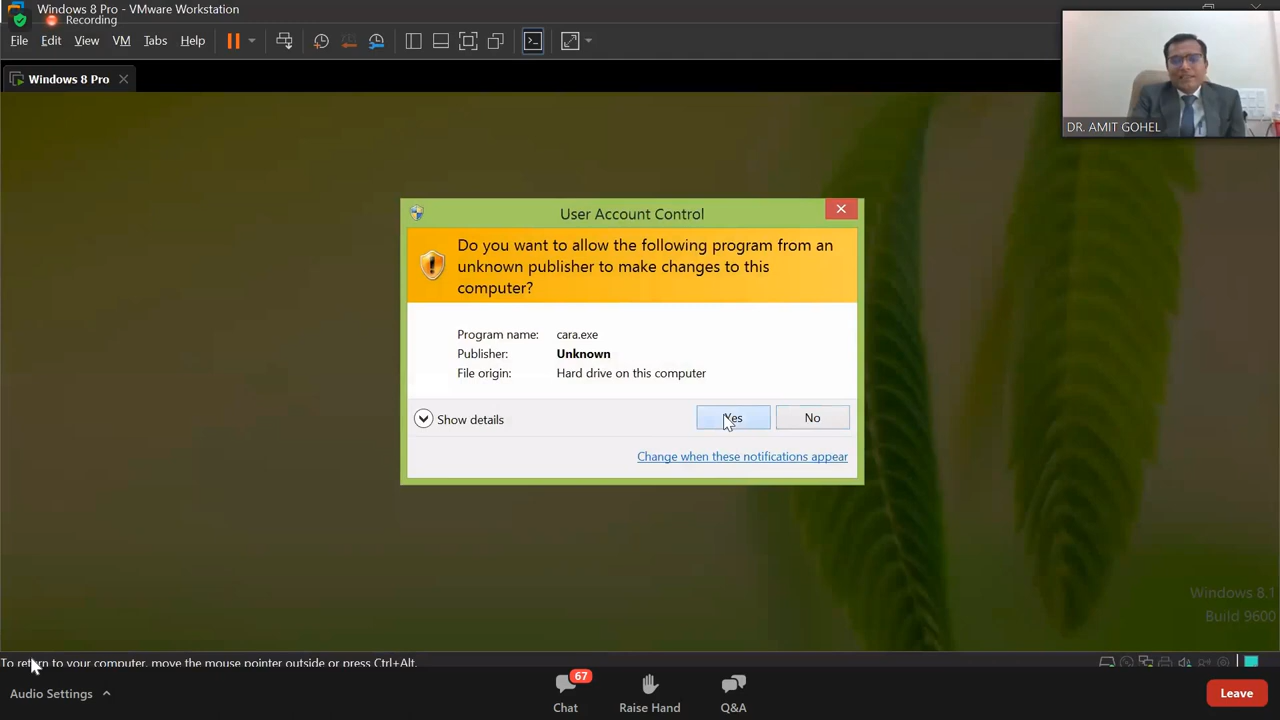 Windows 8 Pro - VMware Workstation
Recording
File Edit View VM Tabs Help
Windows 8 Pro
DR. AMIT GOHEL
User Account Control
Do you want to allow the following program from an
unknown publisher to make changes to this
computer?
Program name: cara.exe
Publisher: Unknown
File origin: Hard drive on this computer
Show details
Yes No
Change when these notifications appear
Windows 8.1
Build 9600
To return to your computer, move the mouse pointer outside or press Ctrl+Alt.
Audio Settings
67
Chat Raise Hand Q&A Leave